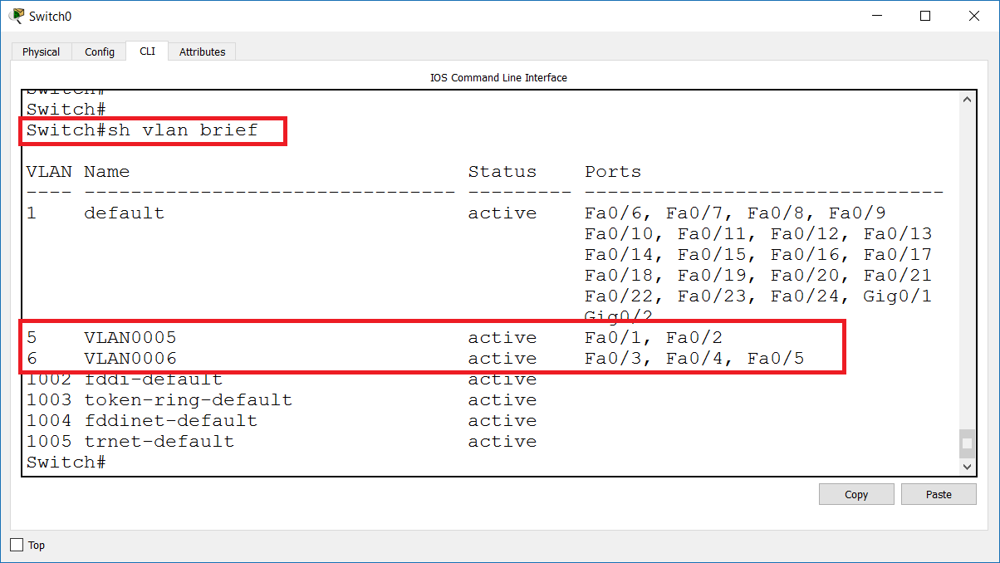 Switch0
Physical Config CLI Attributes
IOS Command Line Interface
Switch#
Switch#
Switch#sh vlan brief
VLAN Name                             Status    Ports
---- -------------------------------- --------- -------------------------------
1    default                          active    Fa0/6, Fa0/7, Fa0/8, Fa0/9
                                                Fa0/10, Fa0/11, Fa0/12, Fa0/13
                                                Fa0/14, Fa0/15, Fa0/16, Fa0/17
                                                Fa0/18, Fa0/19, Fa0/20, Fa0/21
                                                Fa0/22, Fa0/23, Fa0/24, Gig0/1
                                                Gig0/2
5    VLAN0005                         active    Fa0/1, Fa0/2
6    VLAN0006                         active    Fa0/3, Fa0/4, Fa0/5
1002 fddi-default                     active
1003 token-ring-default               active
1004 fddinet-default                  active
1005 trnet-default                    active
Switch#
Copy Paste
Top